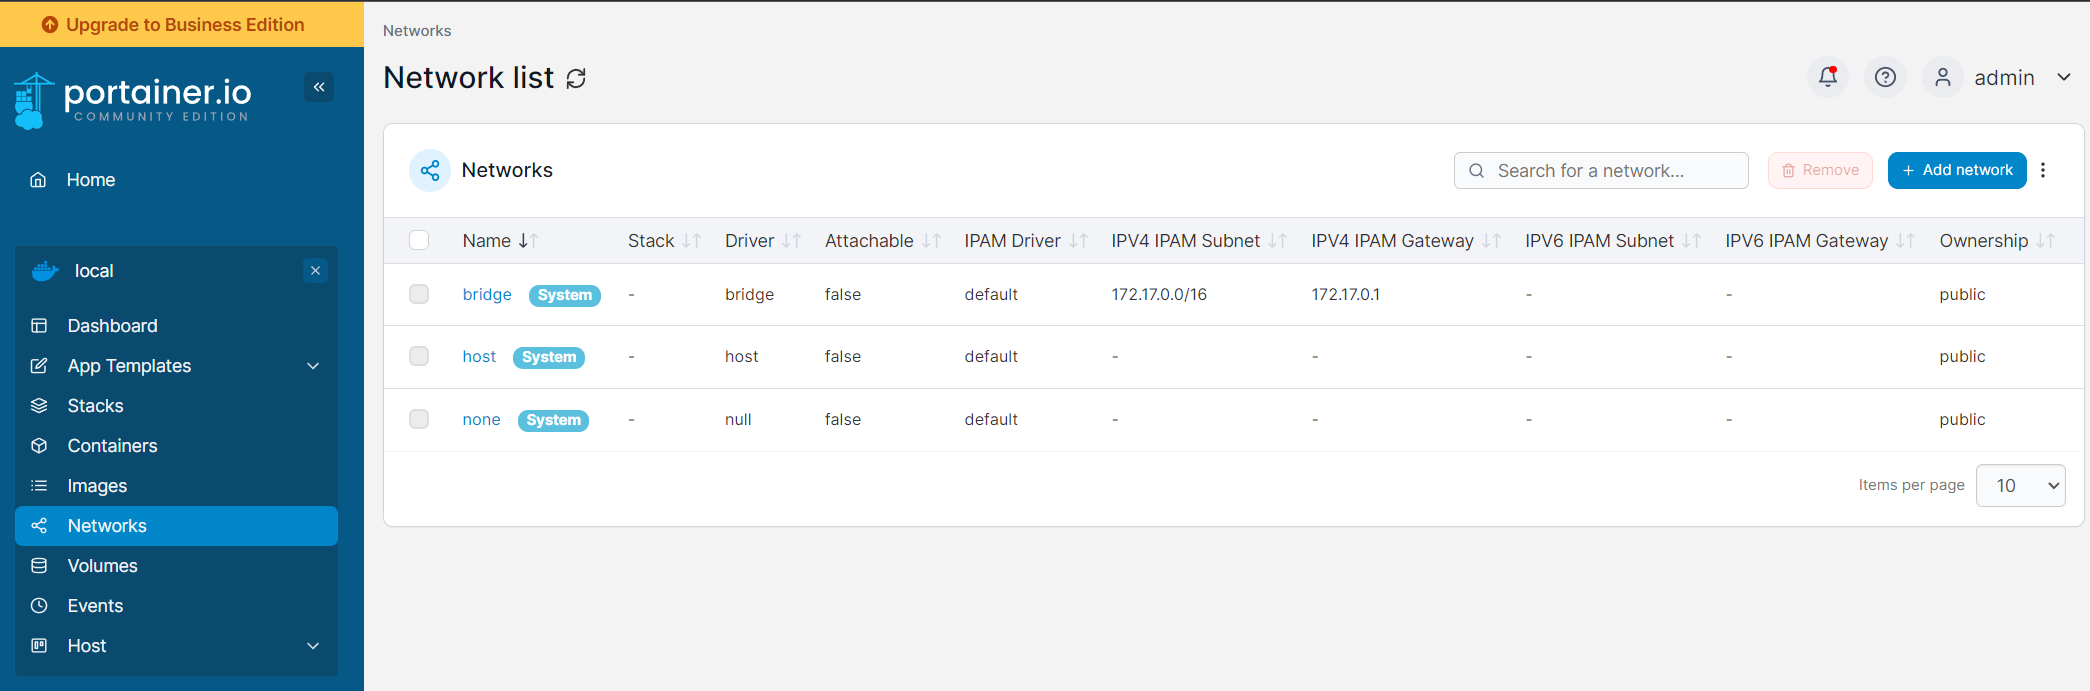 Upgrade to Business Edition
portainer.io
COMMUNITY EDITION
Home
local
Dashboard
App Templates
Stacks
Containers
Images
Networks
Volumes
Events
Host
Networks
Network list
admin
Networks
Search for a network...
Remove
Add network
Name Stack Driver Attachable IPAM Driver IPV4 IPAM Subnet IPV4 IPAM Gateway IPV6 IPAM Subnet IPV6 IPAM Gateway Ownership
bridge System - bridge false default 172.17.0.0/16 172.17.0.1 - - public
host System - host false default - - - - public
none System - null false default - - - - public
Items per page 10